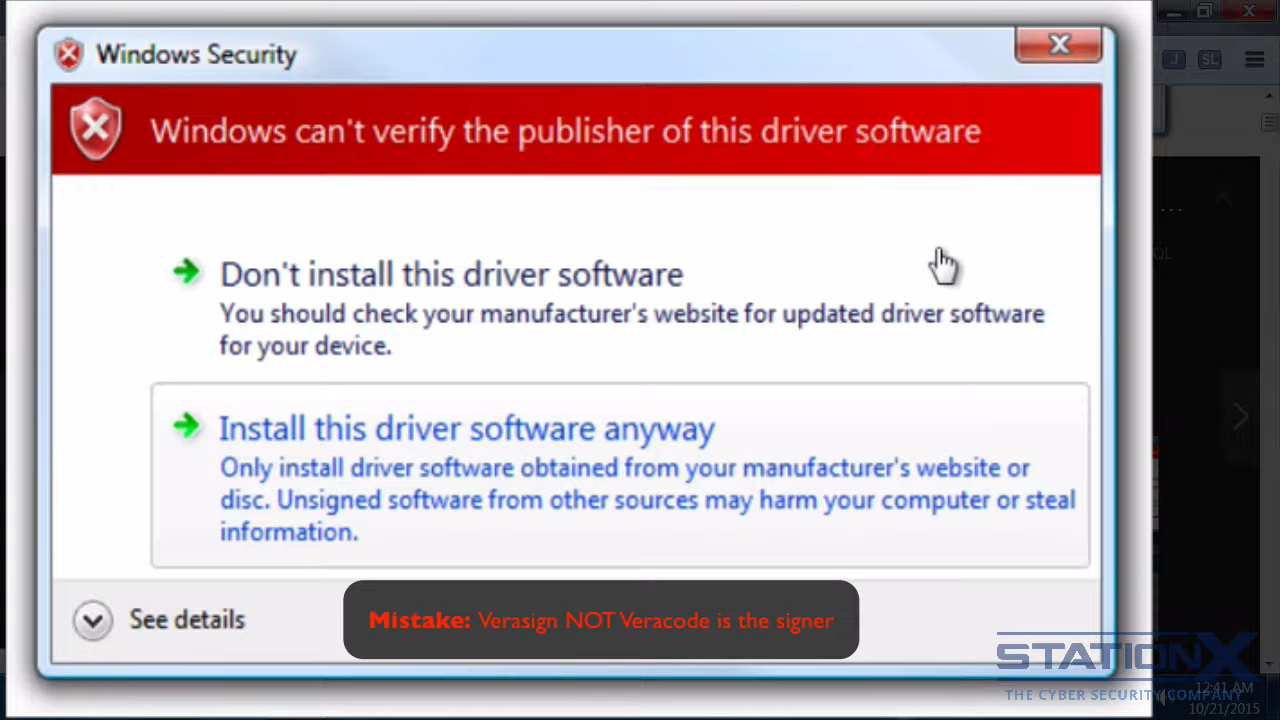 Windows Security
Windows can't verify the publisher of this driver software
J
SL
...
QL
Don't install this driver software
You should check your manufacturer's website for updated driver software
for your device.
Install this driver software anyway
Only install driver software obtained from your manufacturer's website or
disc. Unsigned software from other sources may harm your computer or steal
information.
See details
Mistake: Verasign NOT Veracode is the signer
STATIONX
THE CYBER SECURITY COMPANY
12:41 AM
10/21/2015